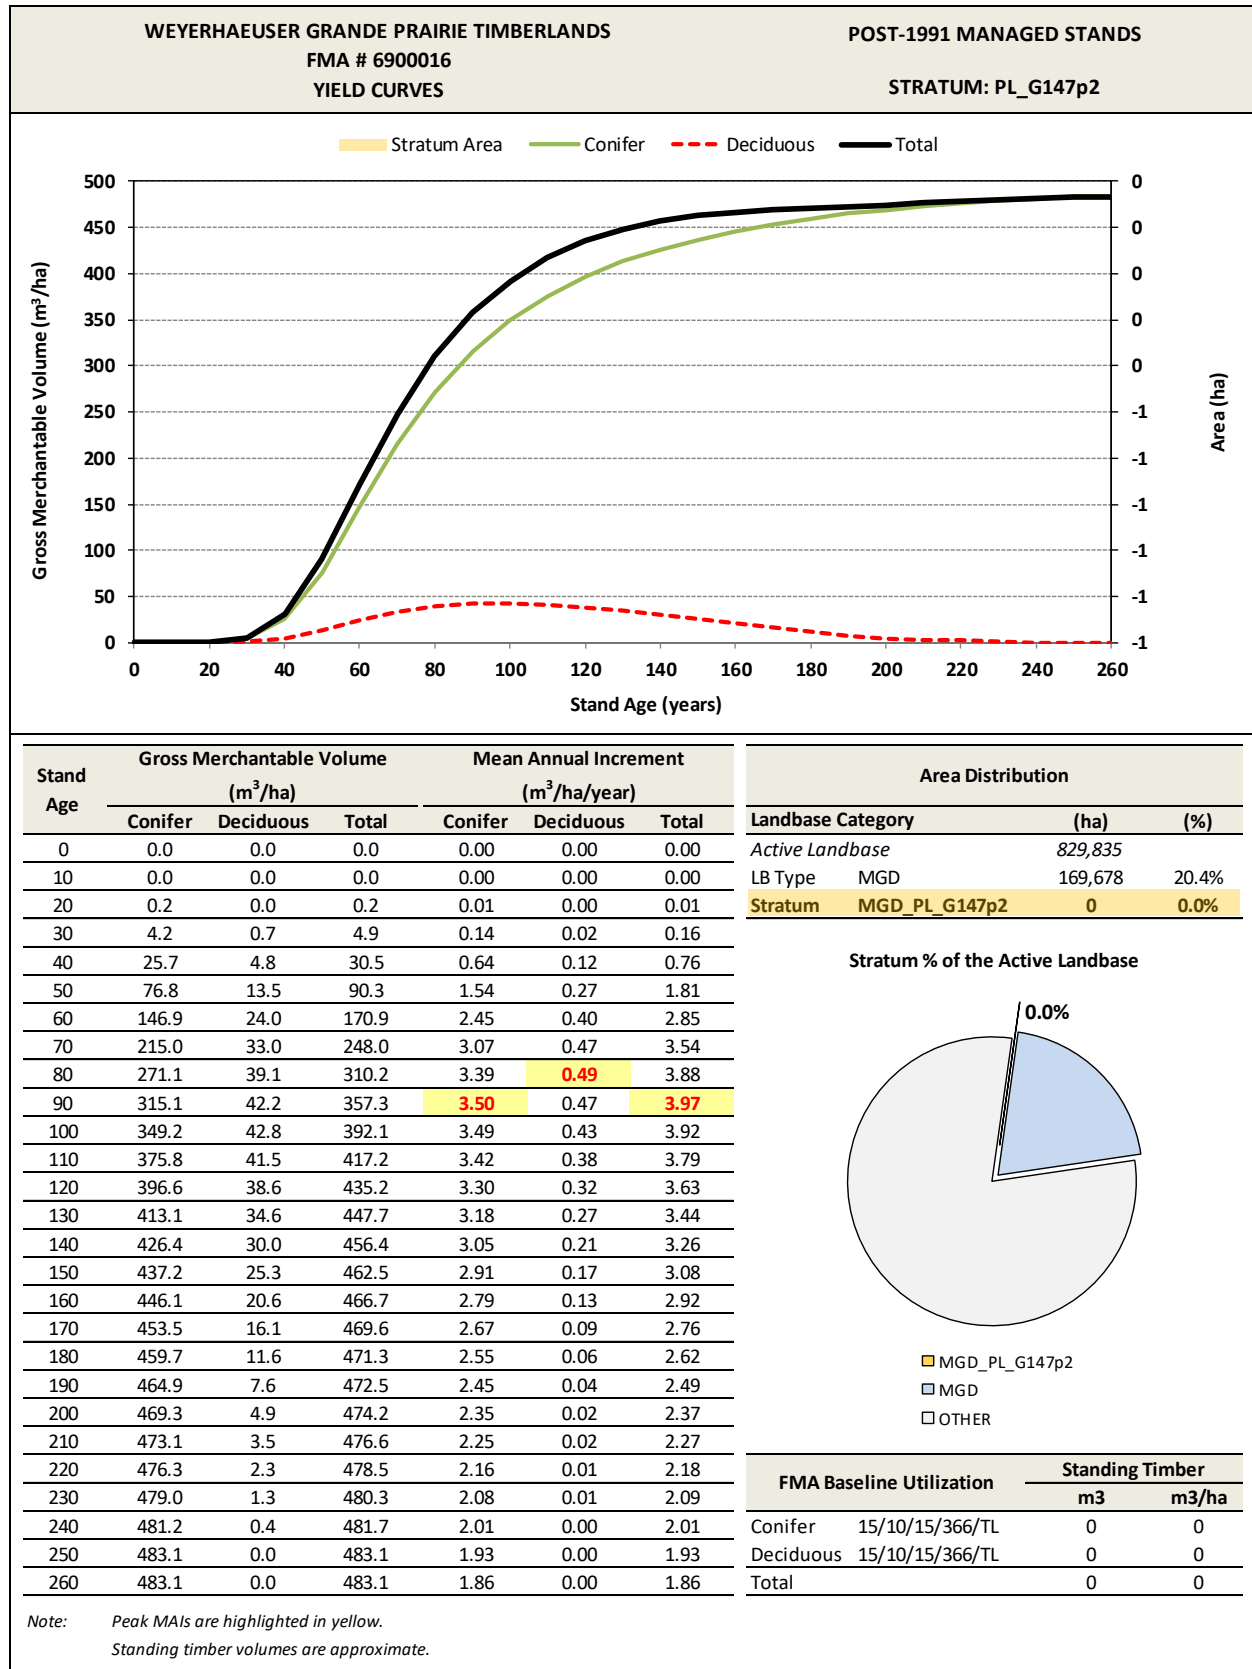 WEYERHAEUSER GRANDE PRAIRIE TIMBERLANDS
FMA # 6900016
YIELD CURVES
POST-1991 MANAGED STANDS
STRATUM: PL_G147p2
Stratum Area Conifer Deciduous Total
Gross Merchantable Volume (m³/ha)
500
450
400
350
300
250
200
150
100
50
0
0
0
0
0
0
-1
-1
-1
-1
-1
-1
Area (ha)
0 20 40 60 80 100 120 140 160 180 200 220 240 260
Stand Age (years)
Stand Age Gross Merchantable Volume (m³/ha) Mean Annual Increment (m³/ha/year)
Conifer Deciduous Total Conifer Deciduous Total
0 0.0 0.0 0.0 0.00 0.00 0.00
10 0.0 0.0 0.0 0.00 0.00 0.00
20 0.2 0.0 0.2 0.01 0.00 0.01
30 4.2 0.7 4.9 0.14 0.02 0.16
40 25.7 4.8 30.5 0.64 0.12 0.76
50 76.8 13.5 90.3 1.54 0.27 1.81
60 146.9 24.0 170.9 2.45 0.40 2.85
70 215.0 33.0 248.0 3.07 0.47 3.54
80 271.1 39.1 310.2 3.39 0.49 3.88
90 315.1 42.2 357.3 3.50 0.47 3.97
100 349.2 42.8 392.1 3.49 0.43 3.92
110 375.8 41.5 417.2 3.42 0.38 3.79
120 396.6 38.6 435.2 3.30 0.32 3.63
130 413.1 34.6 447.7 3.18 0.27 3.44
140 426.4 30.0 456.4 3.05 0.21 3.26
150 437.2 25.3 462.5 2.91 0.17 3.08
160 446.1 20.6 466.7 2.79 0.13 2.92
170 453.5 16.1 469.6 2.67 0.09 2.76
180 459.7 11.6 471.3 2.55 0.06 2.62
190 464.9 7.6 472.5 2.45 0.04 2.49
200 469.3 4.9 474.2 2.35 0.02 2.37
210 473.1 3.5 476.6 2.25 0.02 2.27
220 476.3 2.3 478.5 2.16 0.01 2.18
230 479.0 1.3 480.3 2.08 0.01 2.09
240 481.2 0.4 481.7 2.01 0.00 2.01
250 483.1 0.0 483.1 1.93 0.00 1.93
260 483.1 0.0 483.1 1.86 0.00 1.86
Area Distribution
Landbase Category (ha) (%)
Active Landbase 829,835
LB Type MGD 169,678 20.4%
Stratum MGD_PL_G147p2 0 0.0%
Stratum % of the Active Landbase
0.0%
MGD_PL_G147p2
MGD
OTHER
FMA Baseline Utilization Standing Timber
m3 m3/ha
Conifer 15/10/15/366/TL 0 0
Deciduous 15/10/15/366/TL 0 0
Total 0 0
Note: Peak MAIs are highlighted in yellow.
Standing timber volumes are approximate.